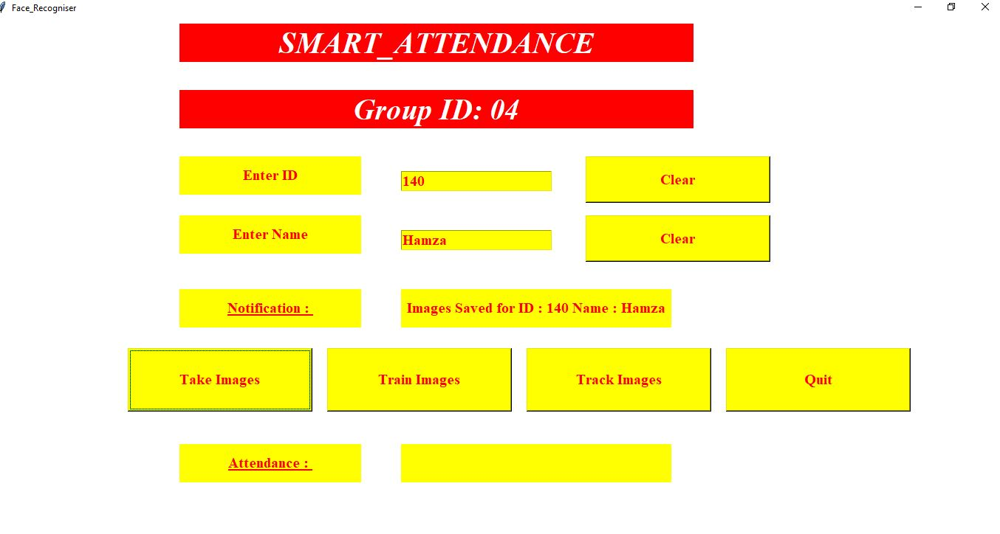 Face_Recogniser
SMART_ATTENDANCE
Group ID: 04
Enter ID
140
Clear
Enter Name
Hamza
Clear
Notification :
Images Saved for ID : 140 Name : Hamza
Take Images
Train Images
Track Images
Quit
Attendance :